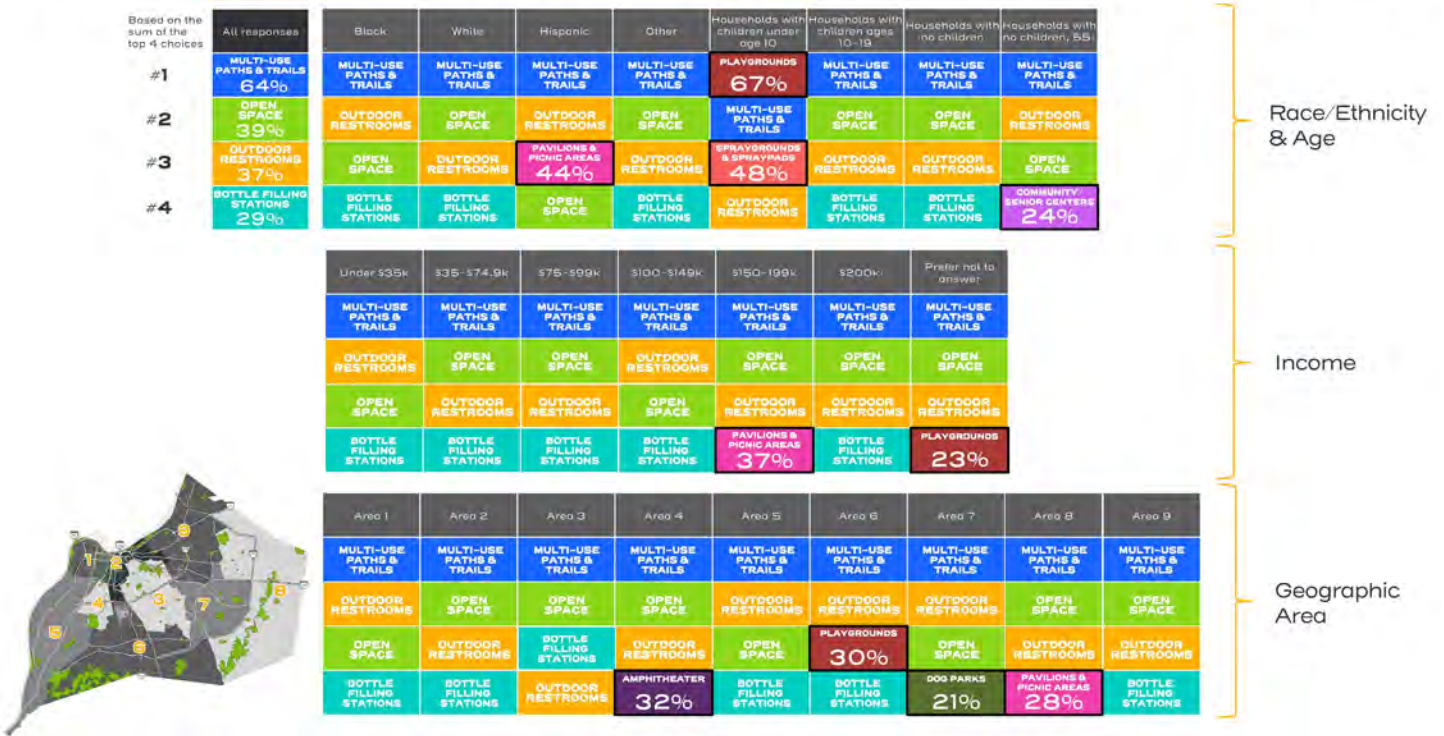 Based on the
sum of the
top 4 choices
All responses
Black
White
Hispanic
Other
Households with
children under
age 10
Households with
children ages
10-19
Households with
no children
Households with
no children, 55+
#1
MULTI-USE
PATHS & TRAILS
64%
MULTI-USE
PATHS &
TRAILS
MULTI-USE
PATHS &
TRAILS
MULTI-USE
PATHS &
TRAILS
MULTI-USE
PATHS &
TRAILS
PLAYGROUNDS
67%
MULTI-USE
PATHS &
TRAILS
MULTI-USE
PATHS &
TRAILS
MULTI-USE
PATHS &
TRAILS
#2
OPEN
SPACE
39%
OUTDOOR
RESTROOMS
OPEN
SPACE
OUTDOOR
RESTROOMS
OPEN
SPACE
MULTI-USE
PATHS &
TRAILS
OPEN
SPACE
OPEN
SPACE
OUTDOOR
RESTROOMS
#3
OUTDOOR
RESTROOMS
37%
OPEN
SPACE
OUTDOOR
RESTROOMS
PAVILIONS &
PICNIC AREAS
44%
OUTDOOR
RESTROOMS
SPRAYGROUNDS
& SPRAYPADS
48%
OUTDOOR
RESTROOMS
OUTDOOR
RESTROOMS
OPEN
SPACE
#4
BOTTLE FILLING
STATIONS
29%
BOTTLE
FILLING
STATIONS
BOTTLE
FILLING
STATIONS
OPEN
SPACE
BOTTLE
FILLING
STATIONS
OUTDOOR
RESTROOMS
BOTTLE
FILLING
STATIONS
BOTTLE
FILLING
STATIONS
COMMUNITY/
SENIOR CENTERS
24%
Race/Ethnicity
& Age
Under $35k
$35-$74.9k
$75-$99k
$100-$149k
$150-199k
$200k+
Prefer not to
answer
MULTI-USE
PATHS &
TRAILS
MULTI-USE
PATHS &
TRAILS
MULTI-USE
PATHS &
TRAILS
MULTI-USE
PATHS &
TRAILS
MULTI-USE
PATHS &
TRAILS
MULTI-USE
PATHS &
TRAILS
MULTI-USE
PATHS &
TRAILS
OUTDOOR
RESTROOMS
OPEN
SPACE
OPEN
SPACE
OUTDOOR
RESTROOMS
OPEN
SPACE
OPEN
SPACE
OPEN
SPACE
OPEN
SPACE
OUTDOOR
RESTROOMS
OUTDOOR
RESTROOMS
OPEN
SPACE
OUTDOOR
RESTROOMS
OUTDOOR
RESTROOMS
OUTDOOR
RESTROOMS
BOTTLE
FILLING
STATIONS
BOTTLE
FILLING
STATIONS
BOTTLE
FILLING
STATIONS
BOTTLE
FILLING
STATIONS
PAVILIONS &
PICNIC AREAS
37%
BOTTLE
FILLING
STATIONS
PLAYGROUNDS
23%
Income
1
2
3
4
5
6
7
8
9
Area 1
Area 2
Area 3
Area 4
Area 5
Area 6
Area 7
Area 8
Area 9
MULTI-USE
PATHS &
TRAILS
MULTI-USE
PATHS &
TRAILS
MULTI-USE
PATHS &
TRAILS
MULTI-USE
PATHS &
TRAILS
MULTI-USE
PATHS &
TRAILS
MULTI-USE
PATHS &
TRAILS
MULTI-USE
PATHS &
TRAILS
MULTI-USE
PATHS &
TRAILS
MULTI-USE
PATHS &
TRAILS
OUTDOOR
RESTROOMS
OPEN
SPACE
OPEN
SPACE
OPEN
SPACE
OUTDOOR
RESTROOMS
OUTDOOR
RESTROOMS
OUTDOOR
RESTROOMS
OPEN
SPACE
OPEN
SPACE
OPEN
SPACE
OUTDOOR
RESTROOMS
BOTTLE
FILLING
STATIONS
OUTDOOR
RESTROOMS
OPEN
SPACE
PLAYGROUNDS
30%
OPEN
SPACE
OUTDOOR
RESTROOMS
OUTDOOR
RESTROOMS
BOTTLE
FILLING
STATIONS
BOTTLE
FILLING
STATIONS
OUTDOOR
RESTROOMS
AMPHITHEATER
32%
BOTTLE
FILLING
STATIONS
BOTTLE
FILLING
STATIONS
DOG PARKS
21%
PAVILIONS &
PICNIC AREAS
28%
BOTTLE
FILLING
STATIONS
Geographic
Area